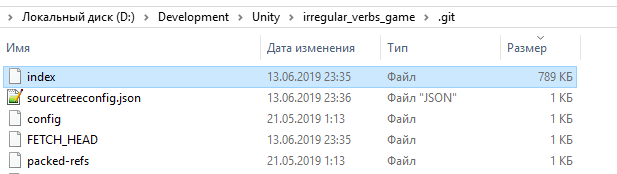 Локальный диск (D:) > Development > Unity > irregular_verbs_game > .git
Имя Дата изменения Тип Размер
index 13.06.2019 23:35 Файл 789 КБ
sourcetreeconfig.json 13.06.2019 23:36 Файл "JSON" 1 КБ
config 21.05.2019 1:13 Файл 1 КБ
FETCH_HEAD 13.06.2019 23:35 Файл 1 КБ
packed-refs 21.05.2019 1:13 Файл 1 КБ